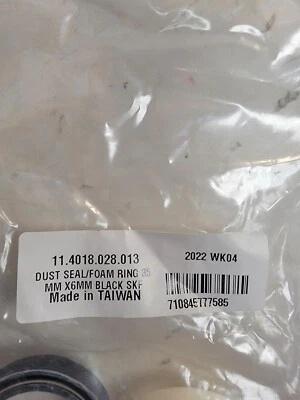 11.4018.028.013
2022 WK04
DUST SEAL/FOAM RING 35
MM X6MM BLACK SKF
Made in TAIWAN
710845777585